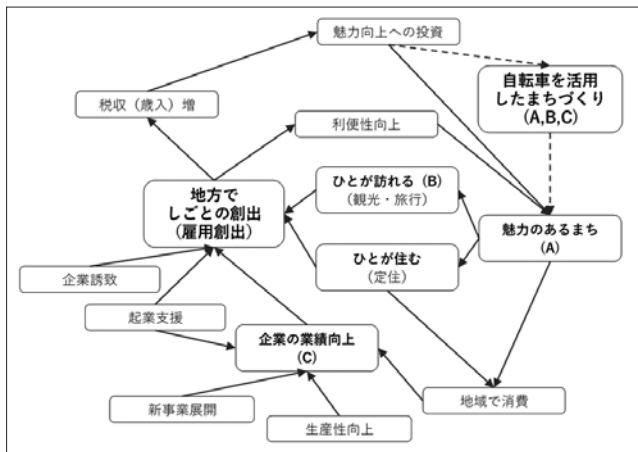 魅力向上への投資
自転車を活用
したまちづくり
(A,B,C)
税収（歳入）増
利便性向上
地方で
しごとの創出
(雇用創出)
ひとが訪れる（B）
（観光・旅行）
魅力のあるまち
(A)
ひとが住む
（定住）
企業誘致
起業支援
企業の業績向上
(C)
新事業展開
生産性向上
地域で消費